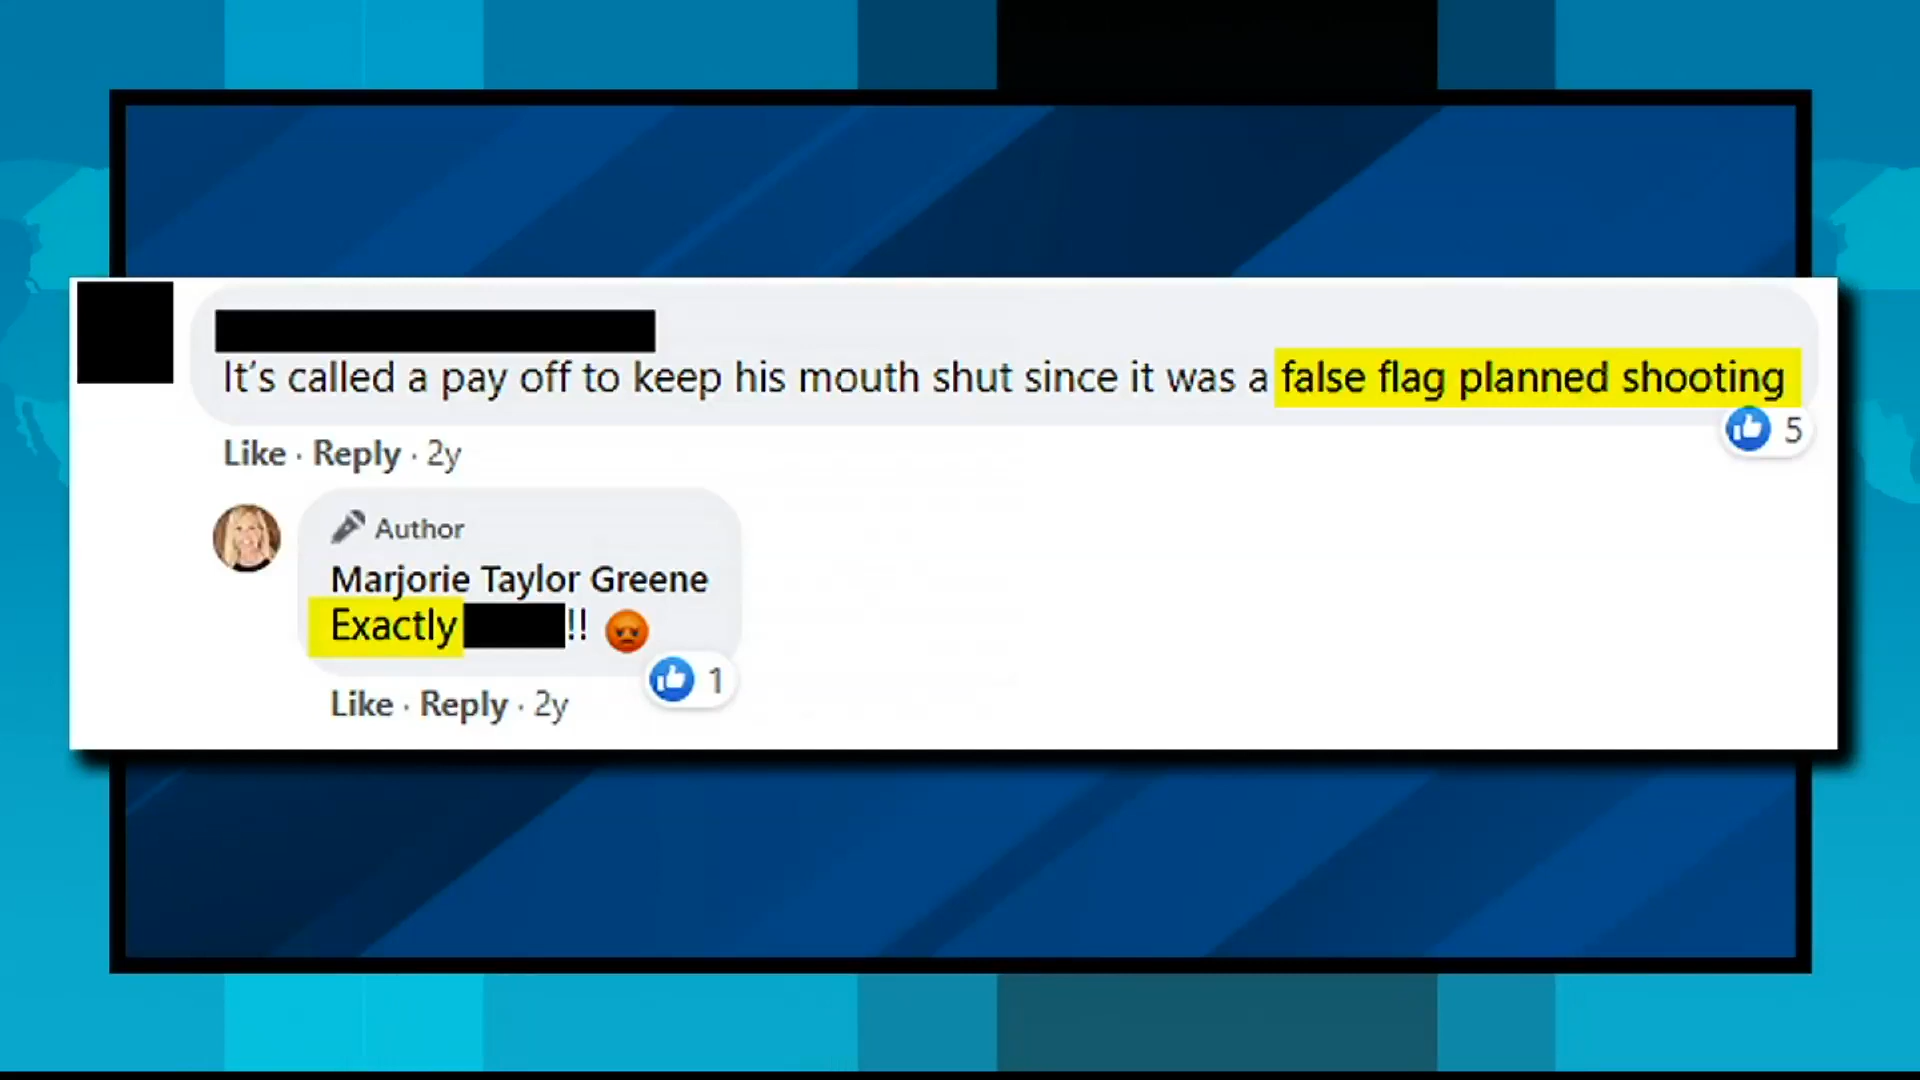 It's called a pay off to keep his mouth shut since it was a false flag planned shooting
5
Like · Reply · 2y
Author
Marjorie Taylor Greene
Exactly !!
1
Like · Reply · 2y